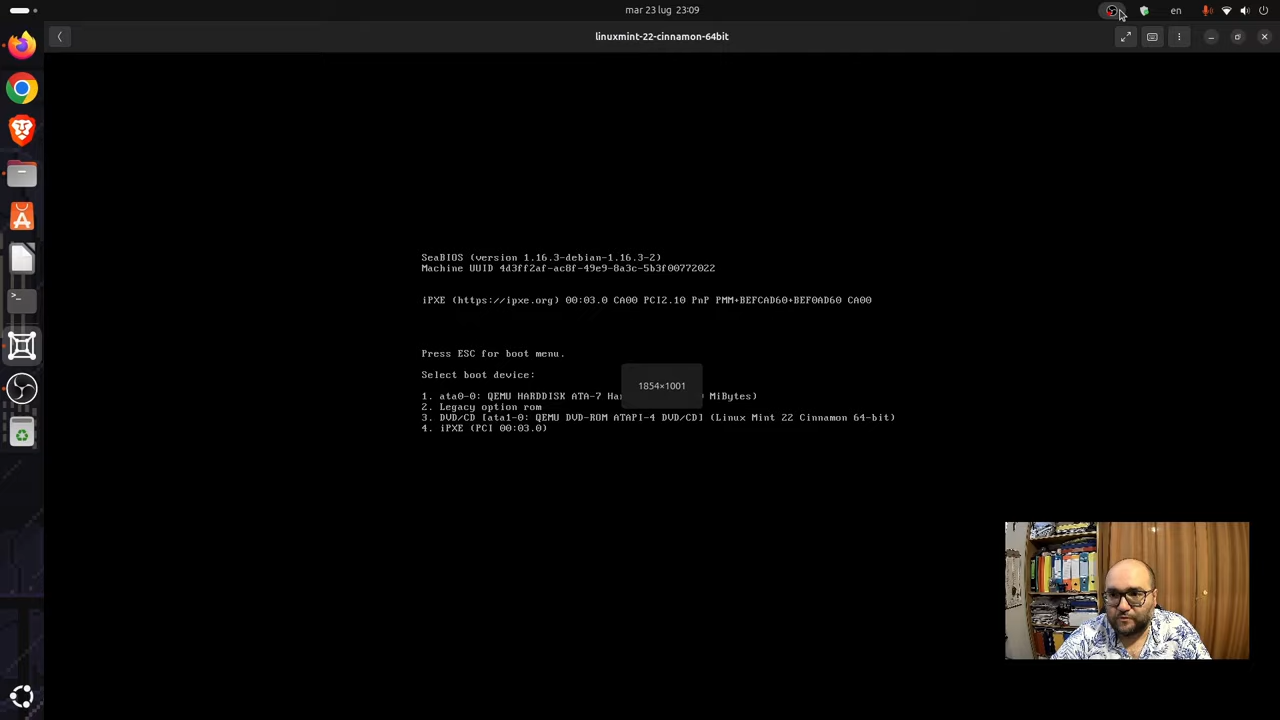 mar 23 lug 23:09
en
linuxmint-22-cinnamon-64bit
SeaBIOS (version 1.16.3-debian-1.16.3-2)
Machine UUID 4d3ff2af-ac8f-49e9-8a3c-5b3f00772022
iPXE (https://ipxe.org) 00:03.0 CA00 PCI2.10 PnP PMM+BEFCAD60+BEF0AD60 CA00
Press ESC for boot menu.
Select boot device:
1854×1001
1. ata0-0: QEMU HARDDISK ATA-7 MiBytes)
2. Legacy option rom
3. DVD/CD [ata1-0: QEMU DVD-ROM ATAPI-4 DVD/CD] (Linux Mint 22 Cinnamon 64-bit)
4. iPXE (PCI 00:03.0)